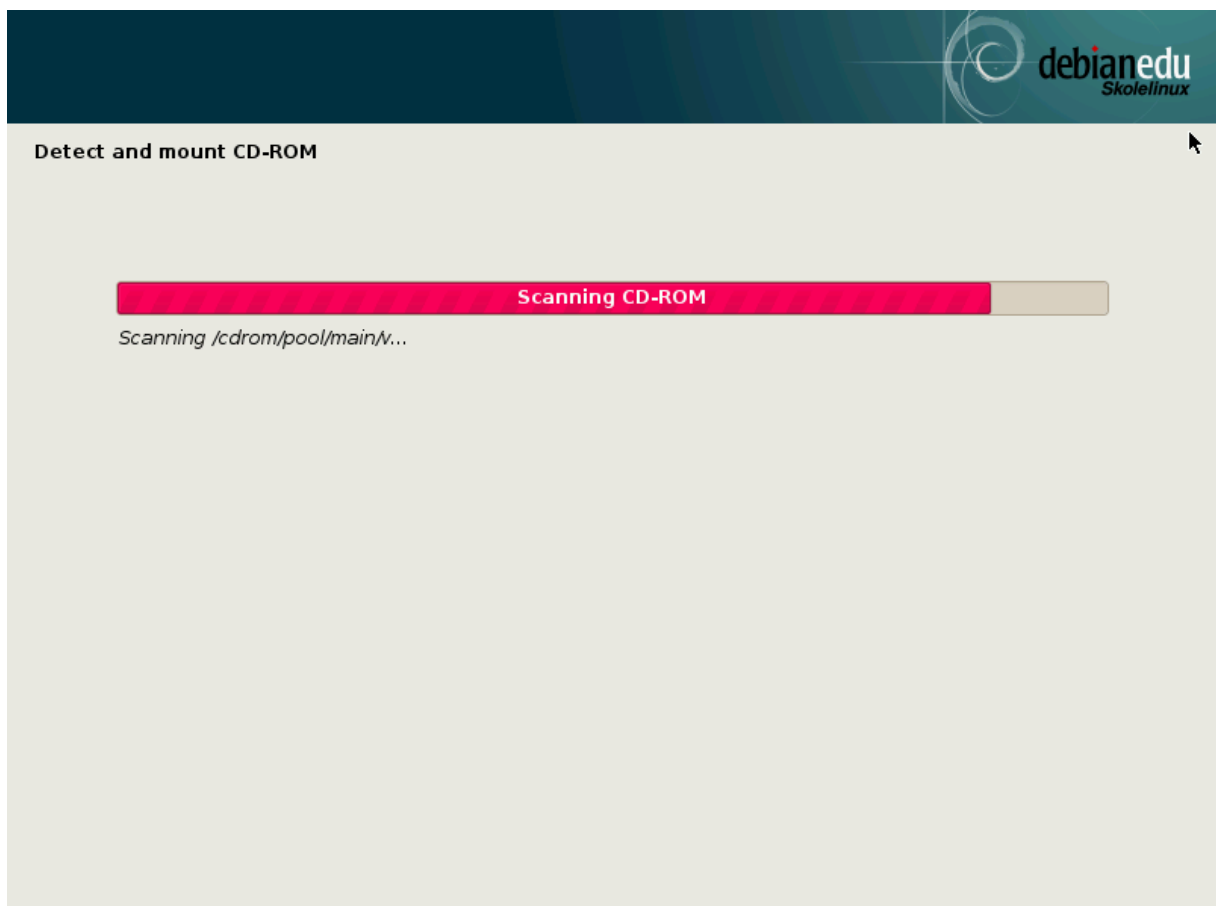 debianedu
Skolelinux
Detect and mount CD-ROM
Scanning CD-ROM
Scanning /cdrom/pool/main/v...